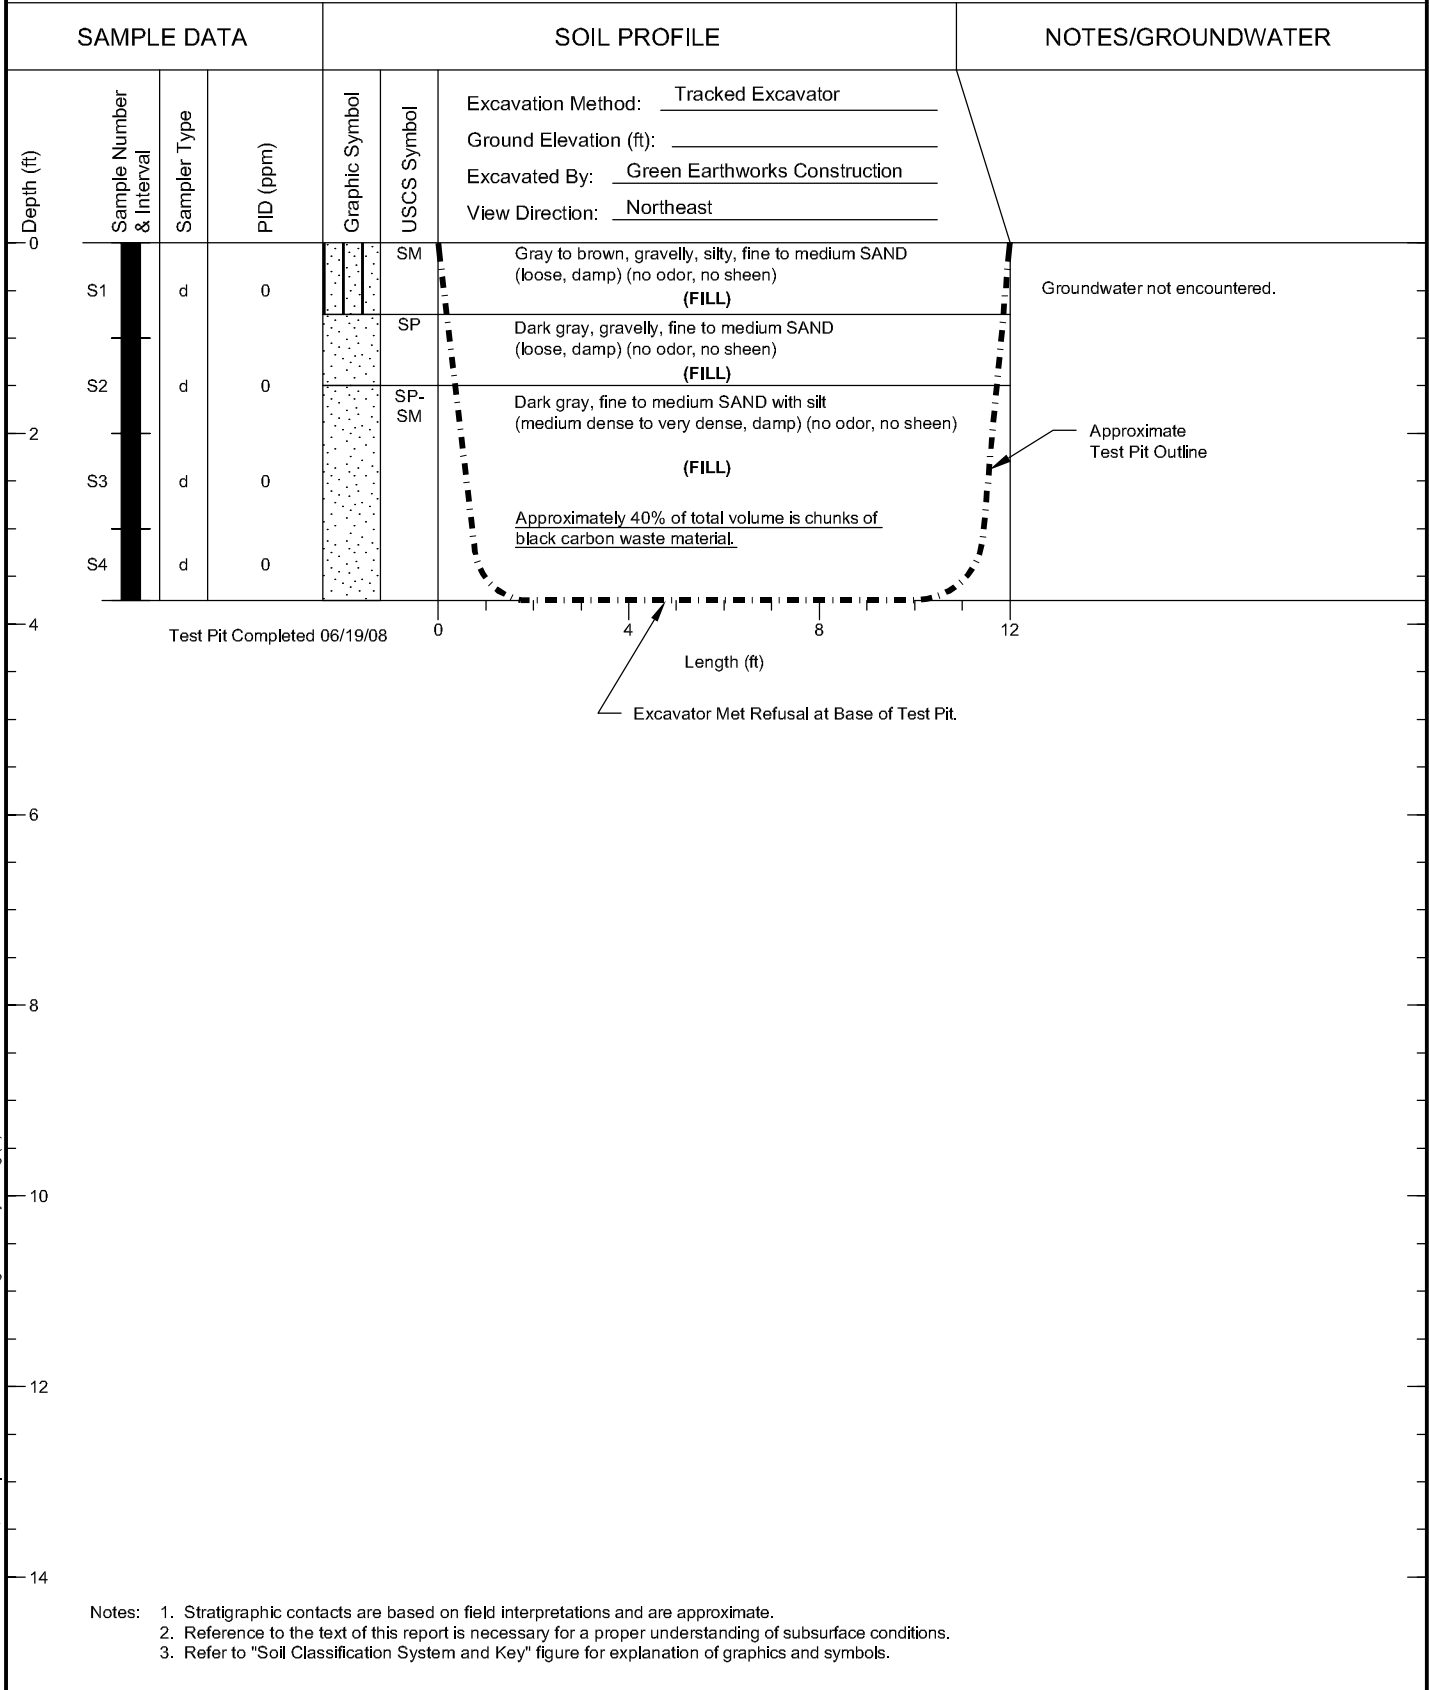 SAMPLE DATA
SOIL PROFILE
NOTES/GROUNDWATER
Depth (ft)
Sample Number
& Interval
Sampler Type
PID (ppm)
Graphic Symbol
USCS Symbol
Excavation Method: Tracked Excavator
Ground Elevation (ft):
Excavated By: Green Earthworks Construction
View Direction: Northeast
0
SM
Gray to brown, gravelly, silty, fine to medium SAND
(loose, damp) (no odor, no sheen)
(FILL)
S1 d 0
Groundwater not encountered.
SP
Dark gray, gravelly, fine to medium SAND
(loose, damp) (no odor, no sheen)
(FILL)
S2 d 0
SP-
SM
Dark gray, fine to medium SAND with silt
(medium dense to very dense, damp) (no odor, no sheen)
(FILL)
2
Approximate
Test Pit Outline
S3 d 0
Approximately 40% of total volume is chunks of
black carbon waste material.
S4 d 0
4
Test Pit Completed 06/19/08
0 4 8 12
Length (ft)
Excavator Met Refusal at Base of Test Pit.
6
8
10
12
14
Notes: 1. Stratigraphic contacts are based on field interpretations and are approximate.
2. Reference to the text of this report is necessary for a proper understanding of subsurface conditions.
3. Refer to "Soil Classification System and Key" figure for explanation of graphics and symbols.